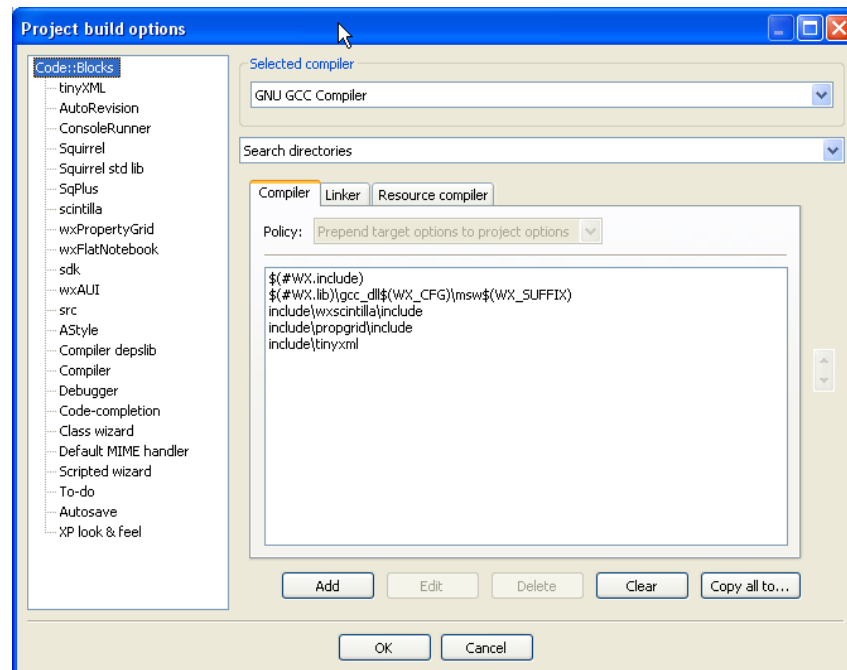 Project build options
Code::Blocks
tinyXML
AutoRevision
ConsoleRunner
Squirrel
Squirrel std lib
SqPlus
scintilla
wxPropertyGrid
wxFlatNotebook
sdk
wxAUI
src
AStyle
Compiler depslib
Compiler
Debugger
Code-completion
Class wizard
Default MIME handler
Scripted wizard
To-do
Autosave
XP look & feel
Selected compiler
GNU GCC Compiler
Search directories
Compiler Linker Resource compiler
Policy: Prepend target options to project options
$(#WX.include)
$(#WX.lib)\gcc_dll$(WX_CFG)\msw$(WX_SUFFIX)
include\wxscintilla\include
include\propgrid\include
include\tinyxml
Add Edit Delete Clear Copy all to...
OK Cancel